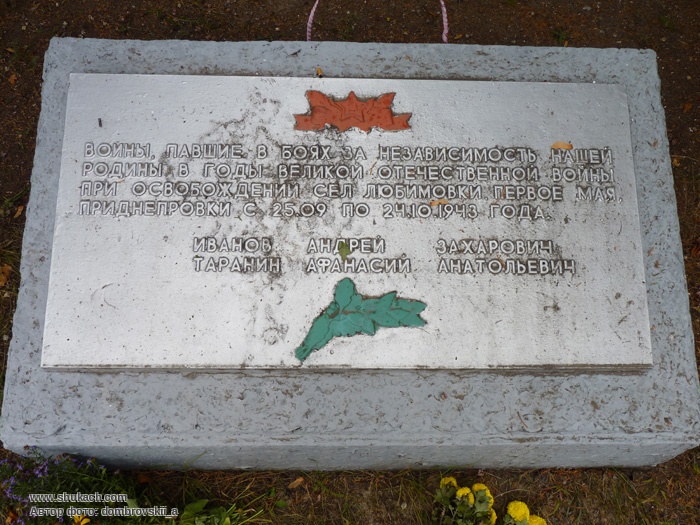 ВОИНЫ, ПАВШИЕ В БОЯХ ЗА НЕЗАВИСИМОСТЬ НАШЕЙ
РОДИНЫ В ГОДЫ ВЕЛИКОЙ ОТЕЧЕСТВЕННОЙ ВОЙНЫ
ПРИ ОСВОБОЖДЕНИИ СЕЛ ЛЮБИМОВКИ, ПЕРВОЕ МАЯ,
ПРИДНЕПРОВКИ С 25.09 ПО 24.10.1943 ГОДА.
ИВАНОВ АНДРЕЙ ЗАХАРОВИЧ
ТАРАНИН АФАНАСИЙ АНАТОЛЬЕВИЧ
www.shukach.com
Автор фото: dombrovskii_a